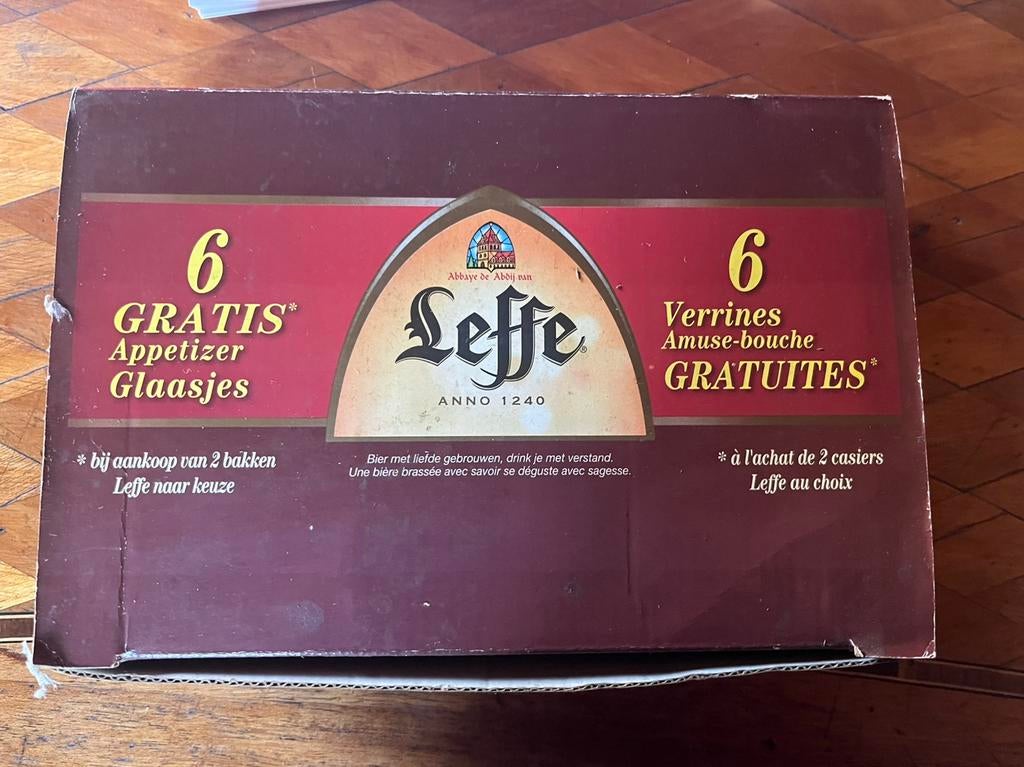 6
GRATIS*
Appetizer
Glaasjes
* bij aankoop van 2 bakken
Leffe naar keuze
Abbaye de Abdij van
Leffe®
ANNO 1240
Bier met liefde gebrouwen, drink je met verstand.
Une bière brassée avec savoir se déguste avec sagesse.
6
Verrines
Amuse-bouche
GRATUITES*
* à l'achat de 2 casiers
Leffe au choix